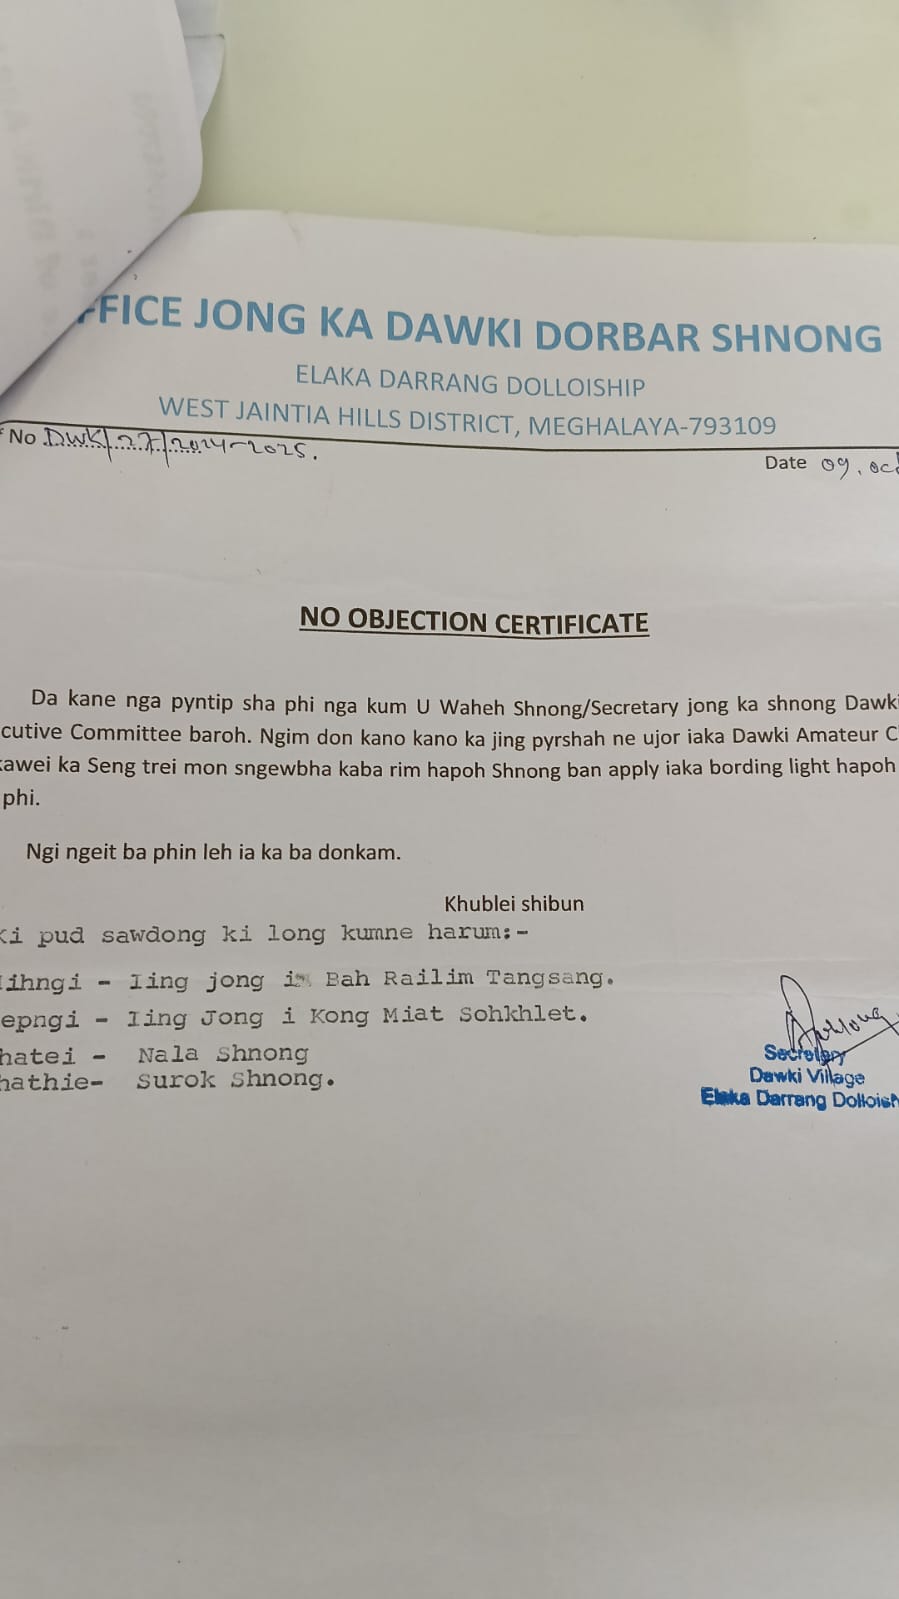 FFICE JONG KA DAWKI DORBAR SHNONG
ELAKA DARRANG DOLLOISHIP
WEST JAINTIA HILLS DISTRICT, MEGHALAYA-793109
No DWK/27/2024-2025.
Date 09, oc
NO OBJECTION CERTIFICATE
Da kane nga pyntip sha phi nga kum U Waheh Shnong/Secretary jong ka shnong Dawki
cutive Committee baroh. Ngim don kano kano ka jing pyrshah ne ujor iaka Dawki Amateur C
kawei ka Seng trei mon sngewbha kaba rim hapoh Shnong ban apply iaka bording light hapoh
phi.
Ngi ngeit ba phin leh ia ka ba donkam.
Khublei shibun
Ki pud sawdong ki long kumne harum:-
ihngi - Iing jong i Bah Railim Tangsang.
epngi - Iing Jong i Kong Miat Sohkhlet.
hatei - Nala Shnong
hathie- Surok Shnong.
Secretary
Dawki Village
Elaka Darrang Dolloish